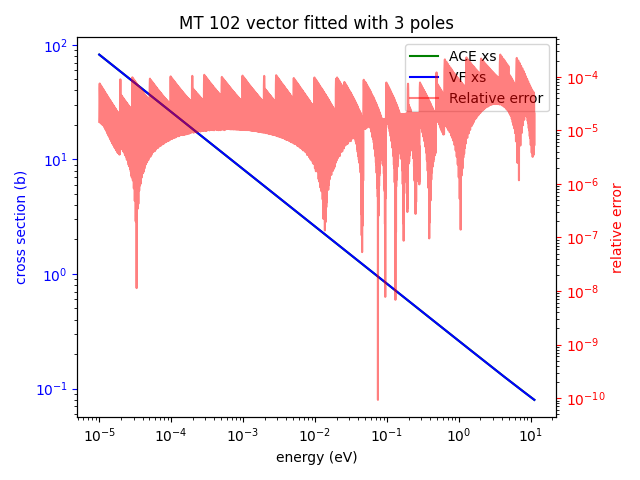 MT 102 vector fitted with 3 poles
ACE xs
VF xs
Relative error
cross section (b)
10²
10¹
10⁰
10⁻¹
relative error
10⁻⁴
10⁻⁵
10⁻⁶
10⁻⁷
10⁻⁸
10⁻⁹
10⁻¹⁰
10⁻⁵ 10⁻⁴ 10⁻³ 10⁻² 10⁻¹ 10⁰ 10¹
energy (eV)